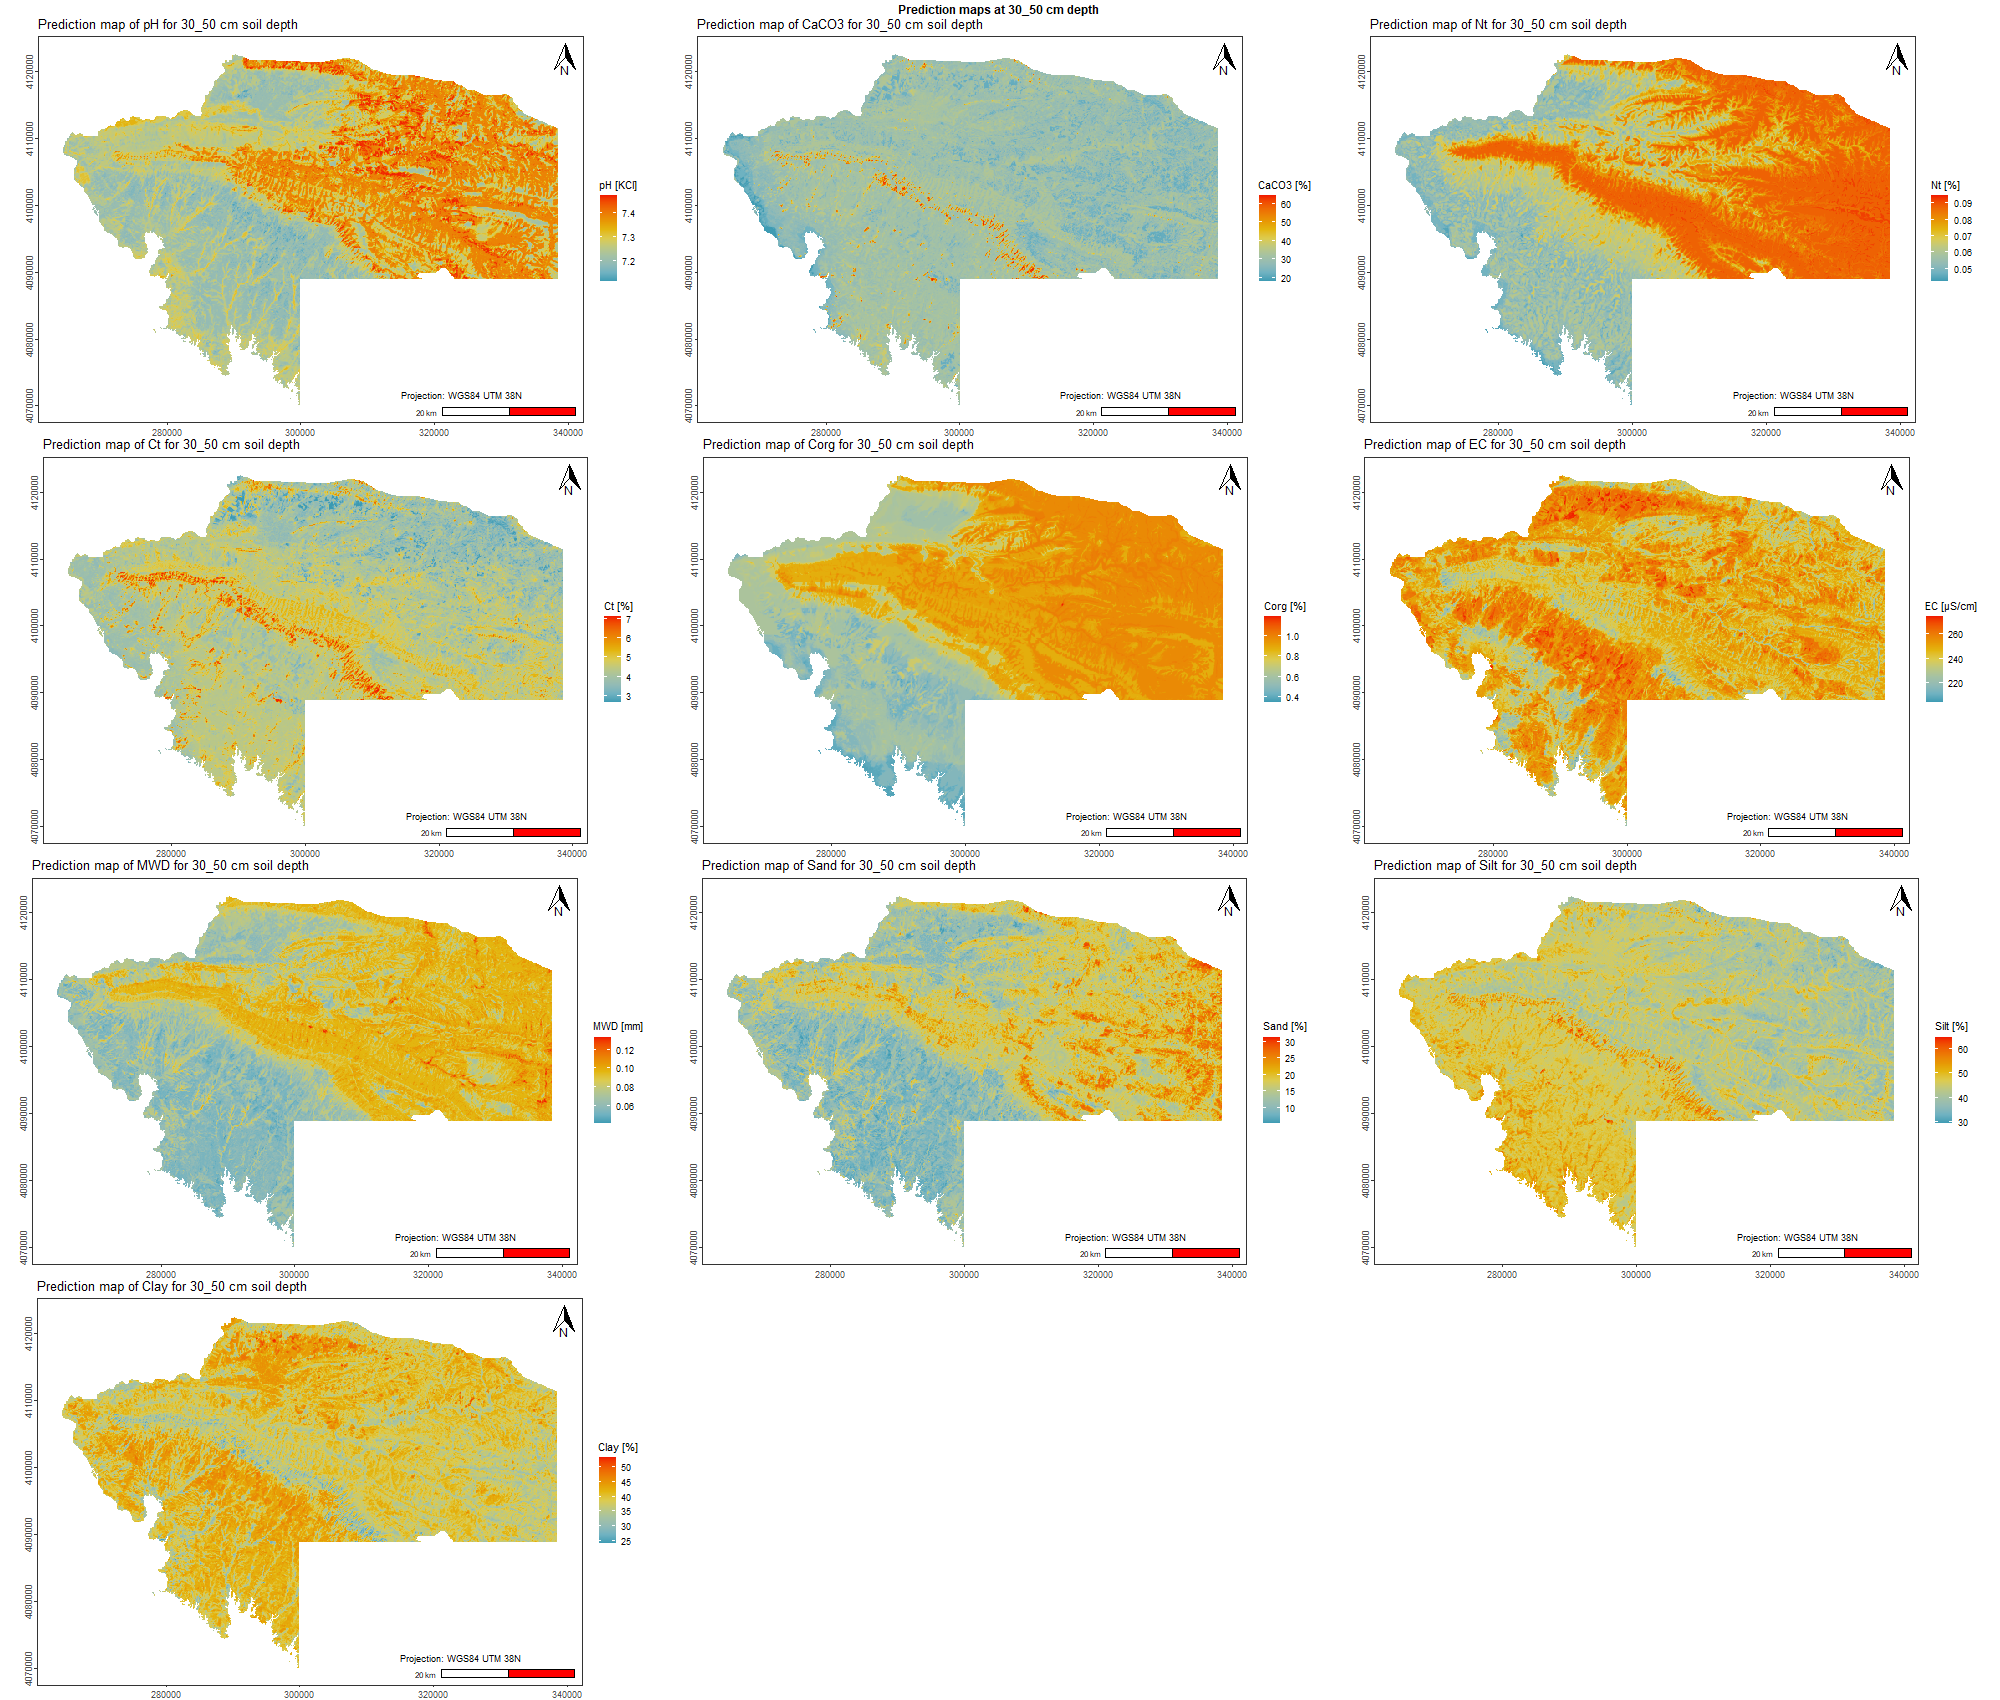 Prediction maps at 30_50 cm depth
Prediction map of pH for 30_50 cm soil depth
4120000
4110000
4100000
4090000
4080000
4070000
N
pH [KCl]
7.4
7.3
7.2
Projection: WGS84 UTM 38N
20 km
280000 300000 320000 340000
Prediction map of CaCO3 for 30_50 cm soil depth
4120000
4110000
4100000
4090000
4080000
4070000
N
CaCO3 [%]
60
50
40
30
20
Projection: WGS84 UTM 38N
20 km
280000 300000 320000 340000
Prediction map of Nt for 30_50 cm soil depth
4120000
4110000
4100000
4090000
4080000
4070000
N
Nt [%]
0.09
0.08
0.07
0.06
0.05
Projection: WGS84 UTM 38N
20 km
280000 300000 320000 340000
Prediction map of Ct for 30_50 cm soil depth
4120000
4110000
4100000
4090000
4080000
4070000
N
Ct [%]
7
6
5
4
3
Projection: WGS84 UTM 38N
20 km
280000 300000 320000 340000
Prediction map of Corg for 30_50 cm soil depth
4120000
4110000
4100000
4090000
4080000
4070000
N
Corg [%]
1.0
0.8
0.6
0.4
Projection: WGS84 UTM 38N
20 km
280000 300000 320000 340000
Prediction map of EC for 30_50 cm soil depth
4120000
4110000
4100000
4090000
4080000
4070000
N
EC [µS/cm]
260
240
220
Projection: WGS84 UTM 38N
20 km
280000 300000 320000 340000
Prediction map of MWD for 30_50 cm soil depth
4120000
4110000
4100000
4090000
4080000
4070000
N
MWD [mm]
0.12
0.10
0.08
0.06
Projection: WGS84 UTM 38N
20 km
280000 300000 320000 340000
Prediction map of Sand for 30_50 cm soil depth
4120000
4110000
4100000
4090000
4080000
4070000
N
Sand [%]
30
25
20
15
10
Projection: WGS84 UTM 38N
20 km
280000 300000 320000 340000
Prediction map of Silt for 30_50 cm soil depth
4120000
4110000
4100000
4090000
4080000
4070000
N
Silt [%]
60
50
40
30
Projection: WGS84 UTM 38N
20 km
280000 300000 320000 340000
Prediction map of Clay for 30_50 cm soil depth
4120000
4110000
4100000
4090000
4080000
4070000
N
Clay [%]
50
45
40
35
30
25
Projection: WGS84 UTM 38N
20 km
280000 300000 320000 340000